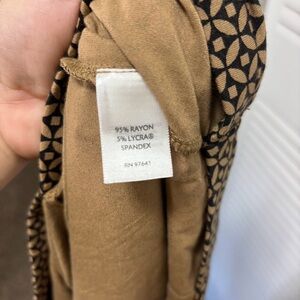 95% RAYON
5% LYCRA®
SPANDEX
RN 97641